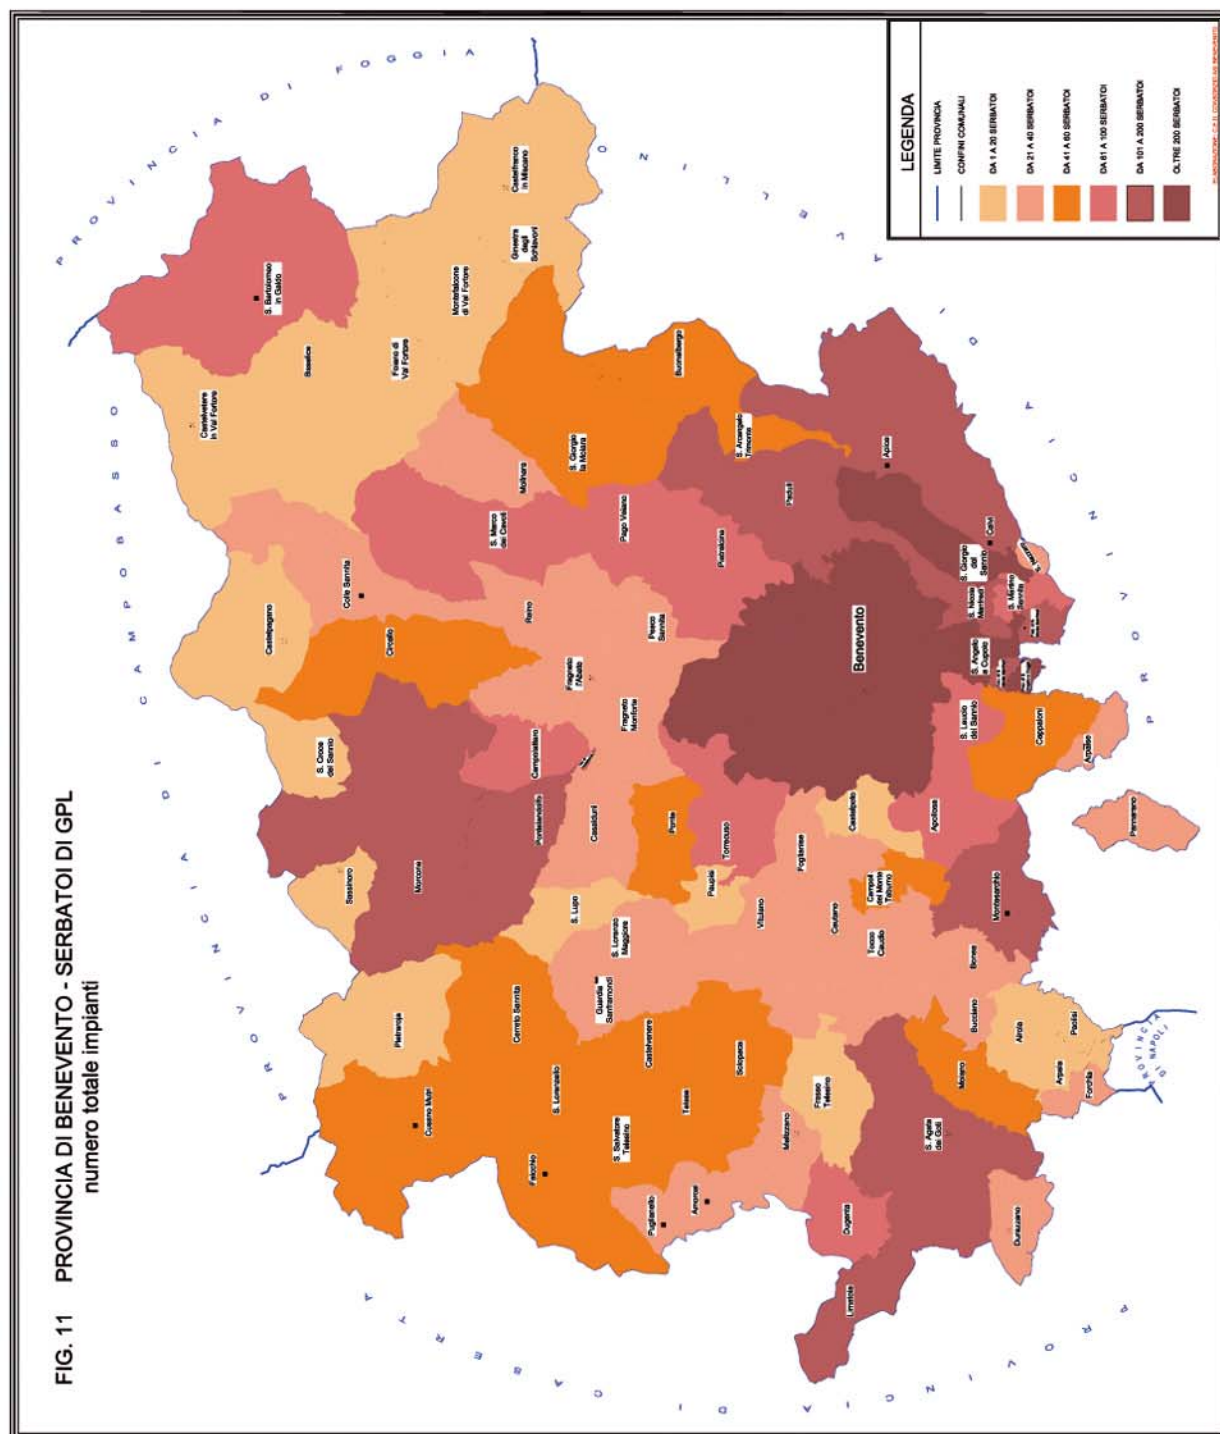 FIG. 11 PROVINCIA DI BENEVENTO - SERBATOI DI GPL
numero totale impianti
PROVINCIA DI CAMPOBASSO
PROVINCIA DI FOGGIA
PROVINCIA DI AVELLINO
PROVINCIA DI CASERTA
PROVINCIA
DI NAPOLI
S. Bartolomeo
in Galdo
Castelvetere
in Val Fortore
Baselice
Foiano di
Val Fortore
Montefalcone
di Val Fortore
Castelfranco
in Miscano
Ginestra
degli
Schiavoni
Castelpagano
Colle Sannita
Circello
S. Croce
del Sannio
Sassinoro
Morcone
Pontelandolfo
Campolattaro
Reino
S. Marco
dei Cavoti
Molinara
S. Giorgio
la Molara
Buonalbergo
S. Arcangelo
Trimonte
Pago Veiano
Pesco
Sannita
Pietrelcina
Paduli
Apice
Fragneto
l'Abate
Fragneto
Monforte
Casalduni
Ponte
Torrecuso
Paupisi
S. Lupo
S. Lorenzo
Maggiore
Guardia
Sanframondi
Pietraroja
Cusano Mutri
Cerreto Sannita
S. Lorenzello
Faicchio
S. Salvatore
Telesino
Castelvenere
Telese
Solopaca
Puglianello
Amorosi
Melizzano
Frasso
Telesino
Dugenta
Limatola
S. Agata
dei Goti
Durazzano
Moiano
Bucciano
Airola
Paolisi
Arpaia
Forchia
Bonea
Montesarchio
Vitulano
Cautano
Tocco
Caudio
Campoli
del Monte
Taburno
Foglianise
Castelpoto
Apollosa
Benevento
S. Leucio
del Sannio
Ceppaloni
Arpaise
Pannarano
S. Angelo
a Cupolo
S. Nicola
Manfredi
S. Martino
Sannita
S. Giorgio
del
Sannio
Calvi
LEGENDA
LIMITE PROVINCIA
CONFINI COMUNALI
DA 1 A 20 SERBATOI
DA 21 A 40 SERBATOI
DA 41 A 60 SERBATOI
DA 61 A 100 SERBATOI
DA 101 A 200 SERBATOI
OLTRE 200 SERBATOI